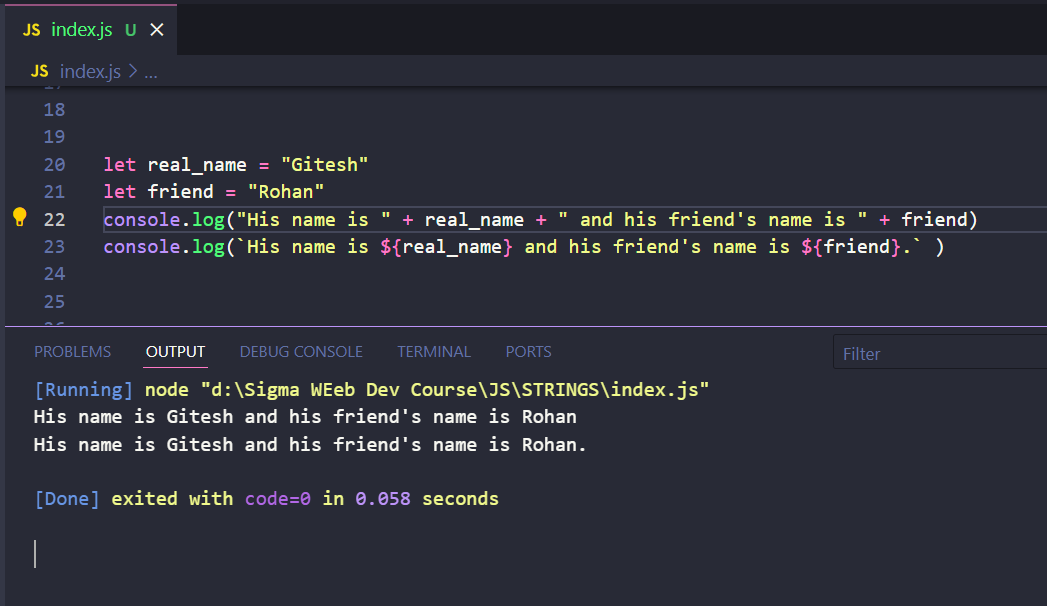 JS index.js U ×
JS index.js > ...
18
19
20 let real_name = "Gitesh"
21 let friend = "Rohan"
22 console.log("His name is " + real_name + " and his friend's name is " + friend)
23 console.log(`His name is ${real_name} and his friend's name is ${friend}.` )
24
25
PROBLEMS OUTPUT DEBUG CONSOLE TERMINAL PORTS Filter
[Running] node "d:\Sigma WEeb Dev Course\JS\STRINGS\index.js"
His name is Gitesh and his friend's name is Rohan
His name is Gitesh and his friend's name is Rohan.
[Done] exited with code=0 in 0.058 seconds